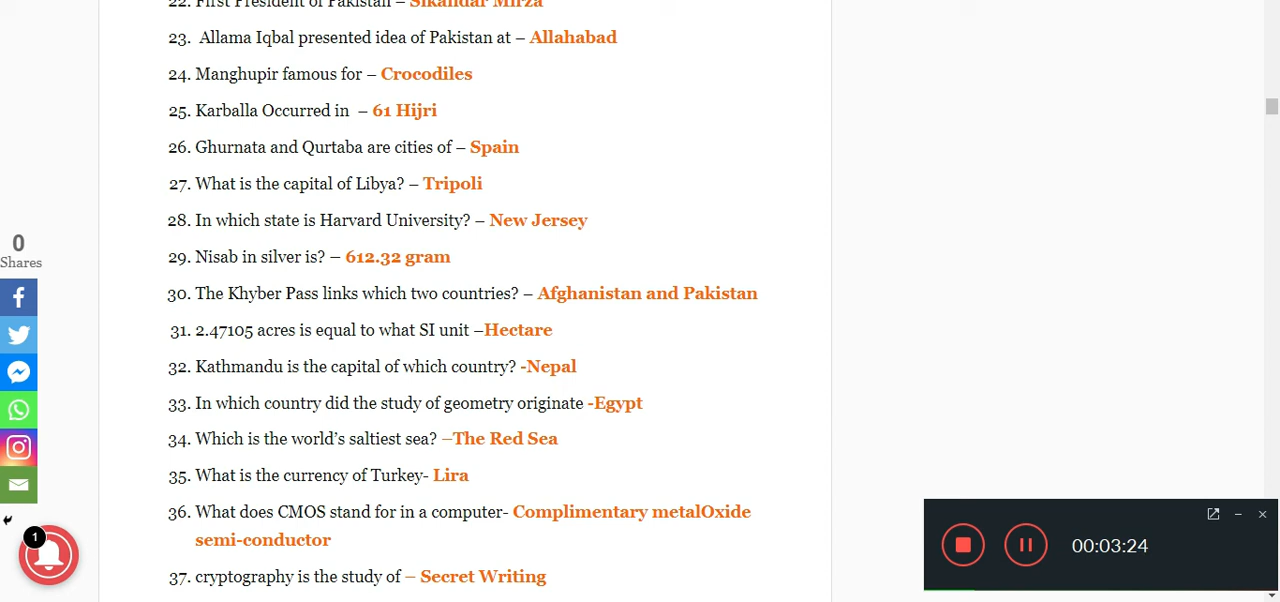 22. First President of Pakistan – Sikandar Mirza
23. Allama Iqbal presented idea of Pakistan at – Allahabad
24. Manghupir famous for – Crocodiles
25. Karballa Occurred in – 61 Hijri
26. Ghurnata and Qurtaba are cities of – Spain
27. What is the capital of Libya? – Tripoli
28. In which state is Harvard University? – New Jersey
0
Shares
29. Nisab in silver is? – 612.32 gram
30. The Khyber Pass links which two countries? – Afghanistan and Pakistan
31. 2.47105 acres is equal to what SI unit –Hectare
32. Kathmandu is the capital of which country? -Nepal
33. In which country did the study of geometry originate -Egypt
34. Which is the world's saltiest sea? –The Red Sea
35. What is the currency of Turkey- Lira
36. What does CMOS stand for in a computer- Complimentary metalOxide
semi-conductor
1
00:03:24
37. cryptography is the study of – Secret Writing